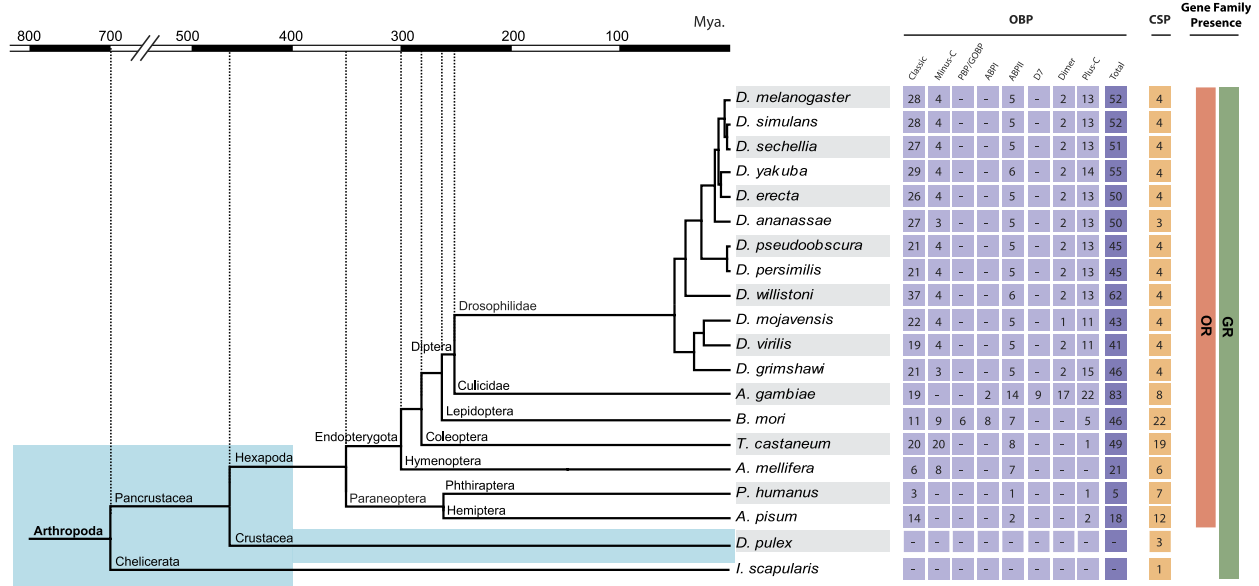 Mya.
800 700 500 400 300 200 100
OBP CSP Gene Family
Presence
Classic Minus-C PBP/GOBP ABPI ABPII D7 Dimer Plus-C Total
D. melanogaster 28 4 - - 5 - 2 13 52 4
D. simulans 28 4 - - 5 - 2 13 52 4
D. sechellia 27 4 - - 5 - 2 13 51 4
D. yakuba 29 4 - - 6 - 2 14 55 4
D. erecta 26 4 - - 5 - 2 13 50 4
D. ananassae 27 3 - - 5 - 2 13 50 3
D. pseudoobscura 21 4 - - 5 - 2 13 45 4
D. persimilis 21 4 - - 5 - 2 13 45 4
D. willistoni 37 4 - - 6 - 2 13 62 4
Drosophilidae
D. mojavensis 22 4 - - 5 - 1 11 43 4
D. virilis 19 4 - - 5 - 2 11 41 4
Diptera
D. grimshawi 21 3 - - 5 - 2 15 46 4
Culicidae
A. gambiae 19 - - 2 14 9 17 22 83 8
Lepidoptera
B. mori 11 9 6 8 7 - - 5 46 22
Endopterygota
Coleoptera
T. castaneum 20 20 - - 8 - - 1 49 19
Hexapoda
Hymenoptera
A. mellifera 6 8 - - 7 - - - 21 6
Phthiraptera
P. humanus 3 - - - 1 - - 1 5 7
Pancrustacea
Paraneoptera
Hemiptera
A. pisum 14 - - - 2 - - 2 18 12
Arthropoda
Crustacea
D. pulex - - - - - - - - - 3
Chelicerata
I. scapularis - - - - - - - - - 1
OR
GR